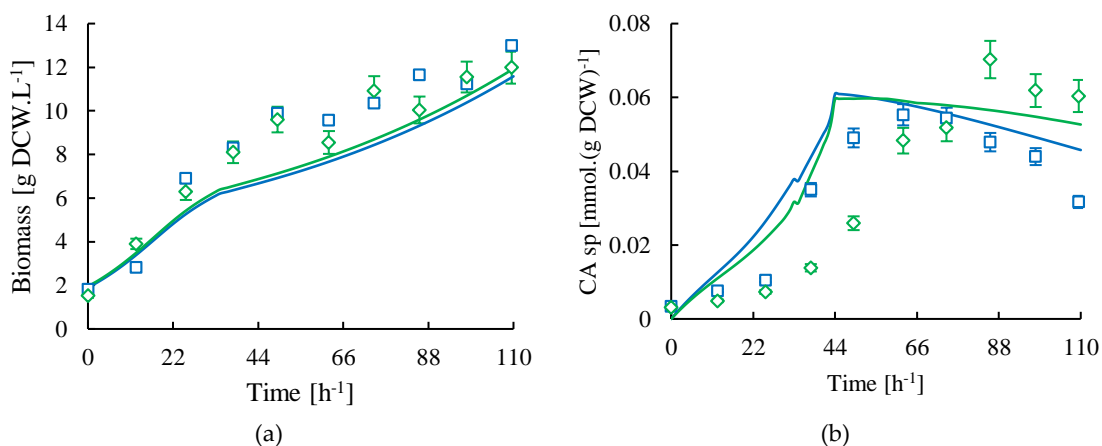 14
12
10
8
6
4
2
0
Biomass [g DCW.L-1]
0 22 44 66 88 110
Time [h-1]
(a)
0.08
0.06
0.04
0.02
0
CA sp [mmol.(g DCW)-1]
0 22 44 66 88 110
Time [h-1]
(b)